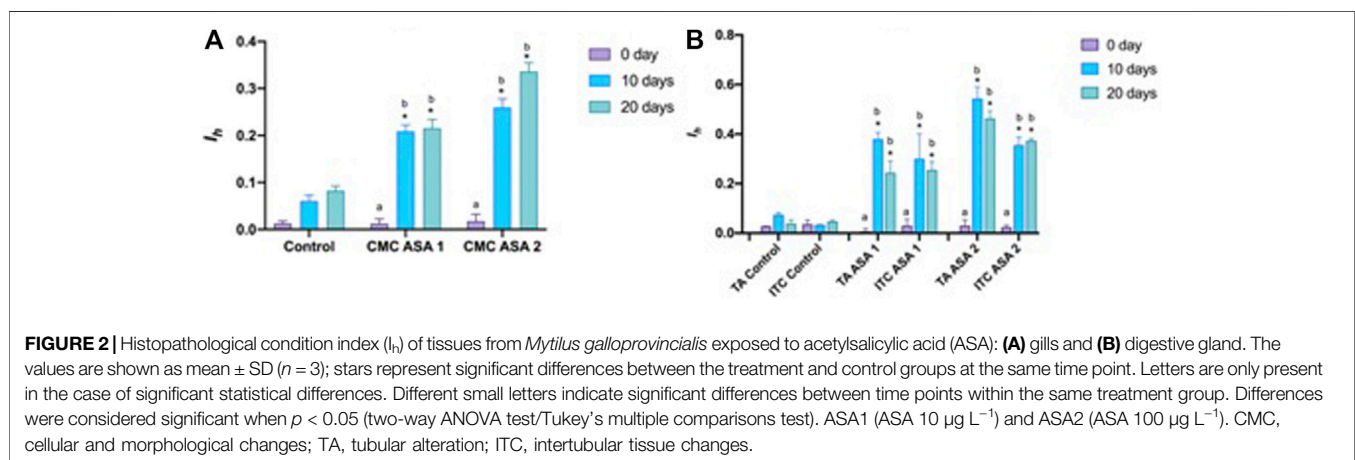 A
0.4
0.3
0.2
0.1
0.0
Ih
a
b
*
b
*
a
b
*
b
*
Control
CMC ASA 1
CMC ASA 2
0 day
10 days
20 days
B
0.8
0.6
0.4
0.2
0.0
Ih
a
b
*
b
*
a
b
*
b
*
a
b
*
b
*
a
b
*
b
*
TA Control
ITC Control
TA ASA 1
ITC ASA 1
TA ASA 2
ITC ASA 2
0 day
10 days
20 days
FIGURE 2 | Histopathological condition index (Ih) of tissues from Mytilus galloprovincialis exposed to acetylsalicylic acid (ASA): (A) gills and (B) digestive gland. The
values are shown as mean ± SD (n = 3); stars represent significant differences between the treatment and control groups at the same time point. Letters are only present
in the case of significant statistical differences. Different small letters indicate significant differences between time points within the same treatment group. Differences
were considered significant when p < 0.05 (two-way ANOVA test/Tukey's multiple comparisons test). ASA1 (ASA 10 µg L−1) and ASA2 (ASA 100 µg L−1). CMC,
cellular and morphological changes; TA, tubular alteration; ITC, intertubular tissue changes.